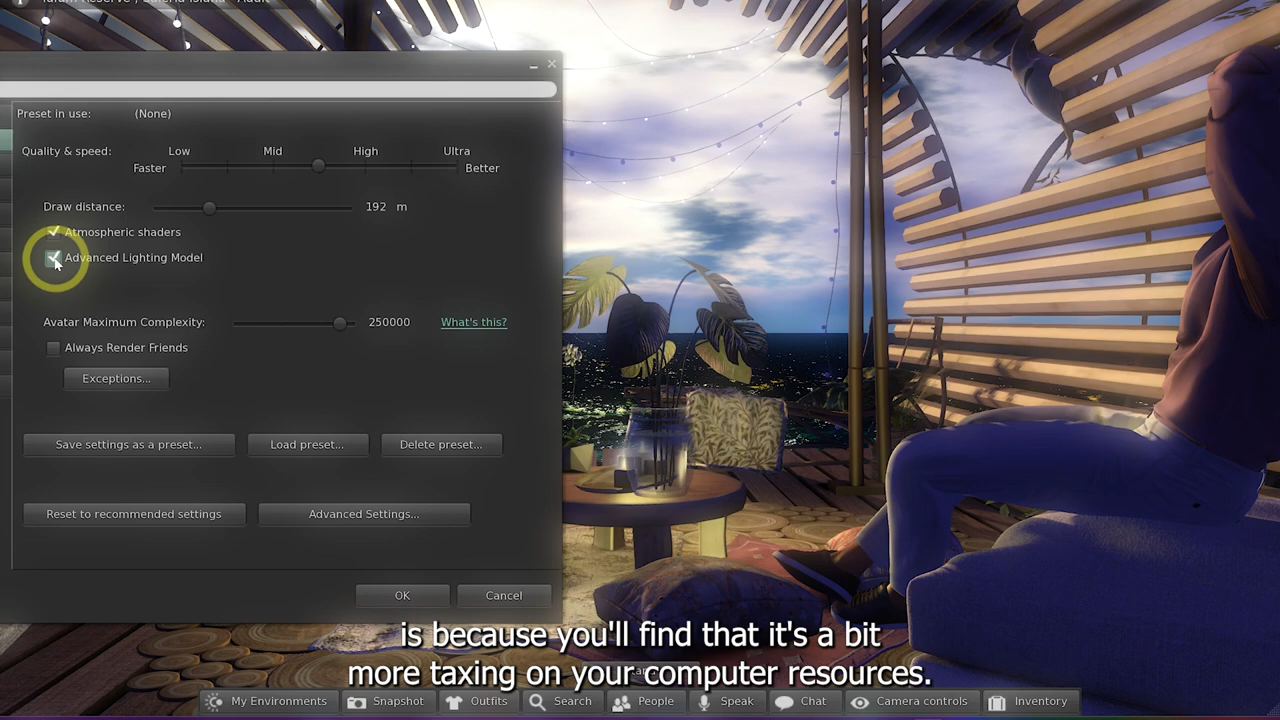 Preset in use: (None)
Quality & speed: Low Mid High Ultra
Faster Better
Draw distance: 192 m
Atmospheric shaders
Advanced Lighting Model
Avatar Maximum Complexity: 250000 What's this?
Always Render Friends
Exceptions...
Save settings as a preset... Load preset... Delete preset...
Reset to recommended settings Advanced Settings...
OK Cancel
is because you'll find that it's a bit
more taxing on your computer resources.
My Environments Snapshot Outfits Search People Speak Chat Camera controls Inventory